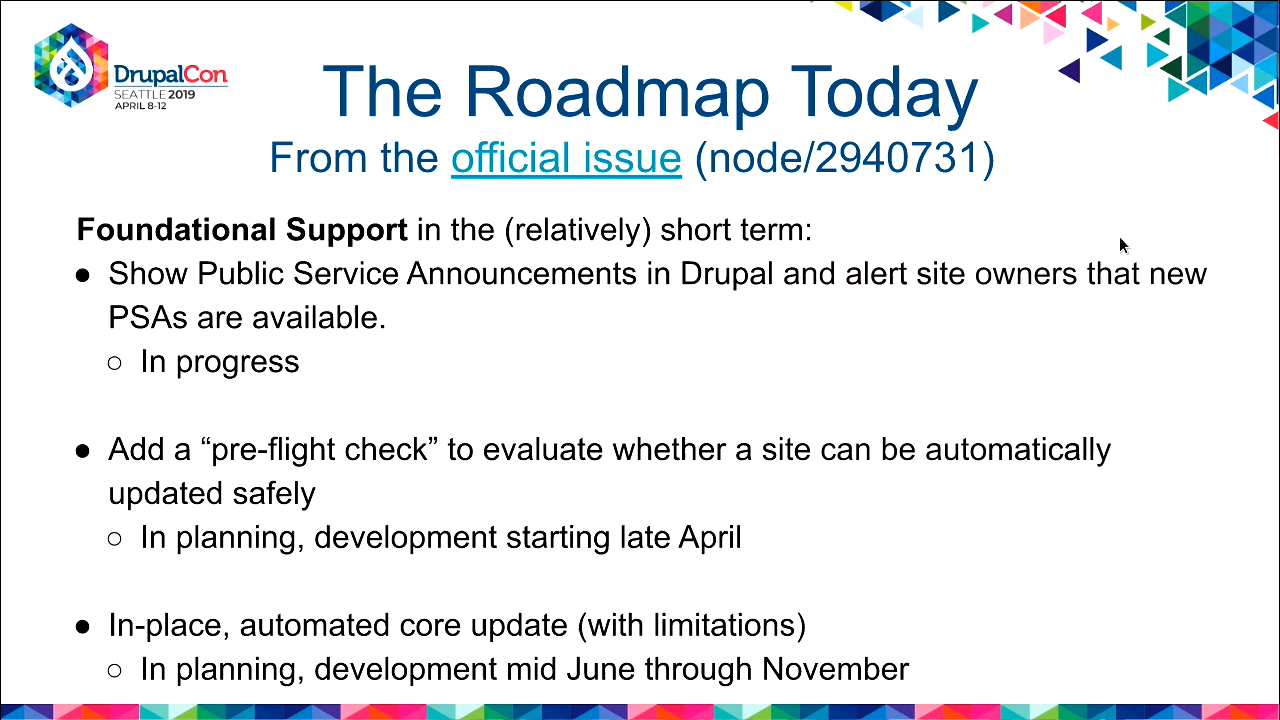 DrupalCon
SEATTLE 2019
APRIL 8-12
The Roadmap Today
From the official issue (node/2940731)
Foundational Support in the (relatively) short term:
● Show Public Service Announcements in Drupal and alert site owners that new
PSAs are available.
○ In progress
● Add a “pre-flight check” to evaluate whether a site can be automatically
updated safely
○ In planning, development starting late April
● In-place, automated core update (with limitations)
○ In planning, development mid June through November